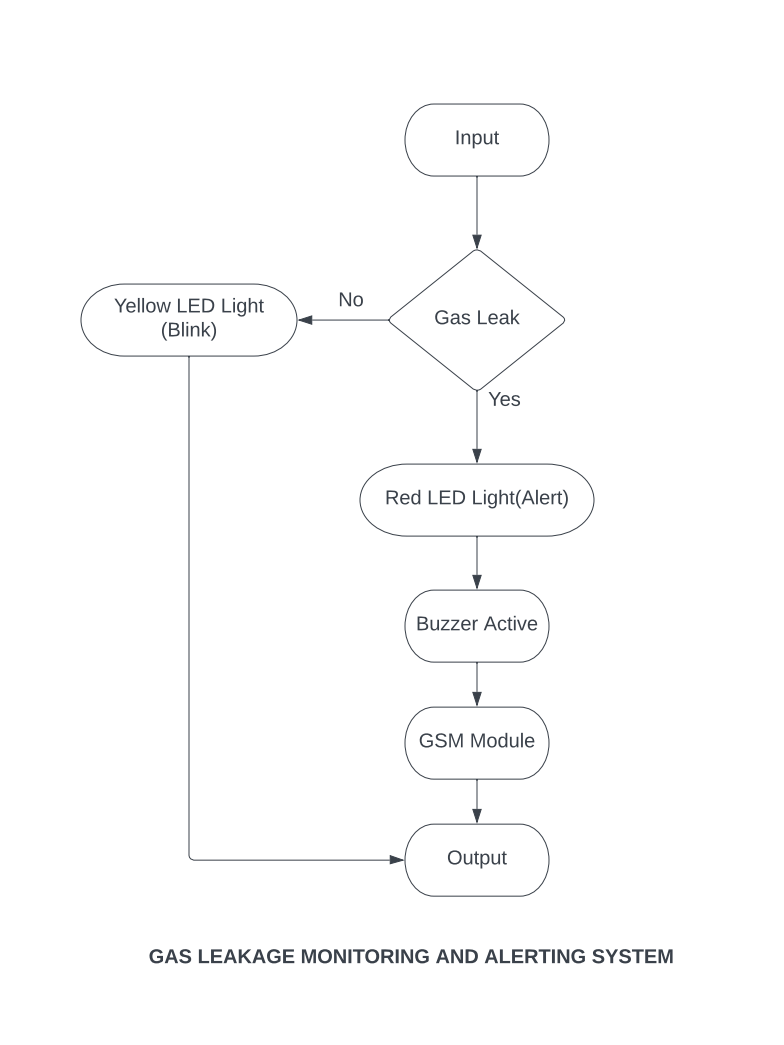 Input
Gas Leak
No
Yellow LED Light
(Blink)
Yes
Red LED Light(Alert)
Buzzer Active
GSM Module
Output
GAS LEAKAGE MONITORING AND ALERTING SYSTEM